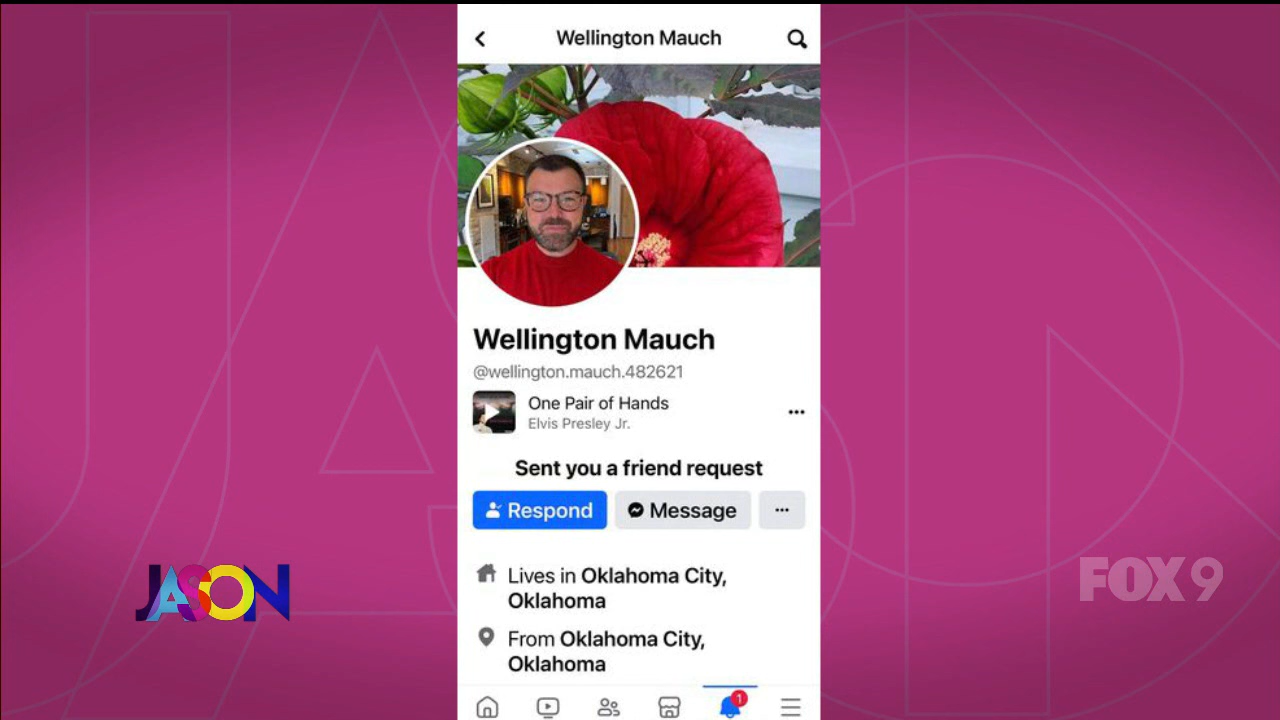 Wellington Mauch
Wellington Mauch
@wellington.mauch.482621
One Pair of Hands
Elvis Presley Jr.
Sent you a friend request
Respond
Message
Lives in Oklahoma City,
Oklahoma
From Oklahoma City,
Oklahoma
1
JASON
FOX 9
JASON